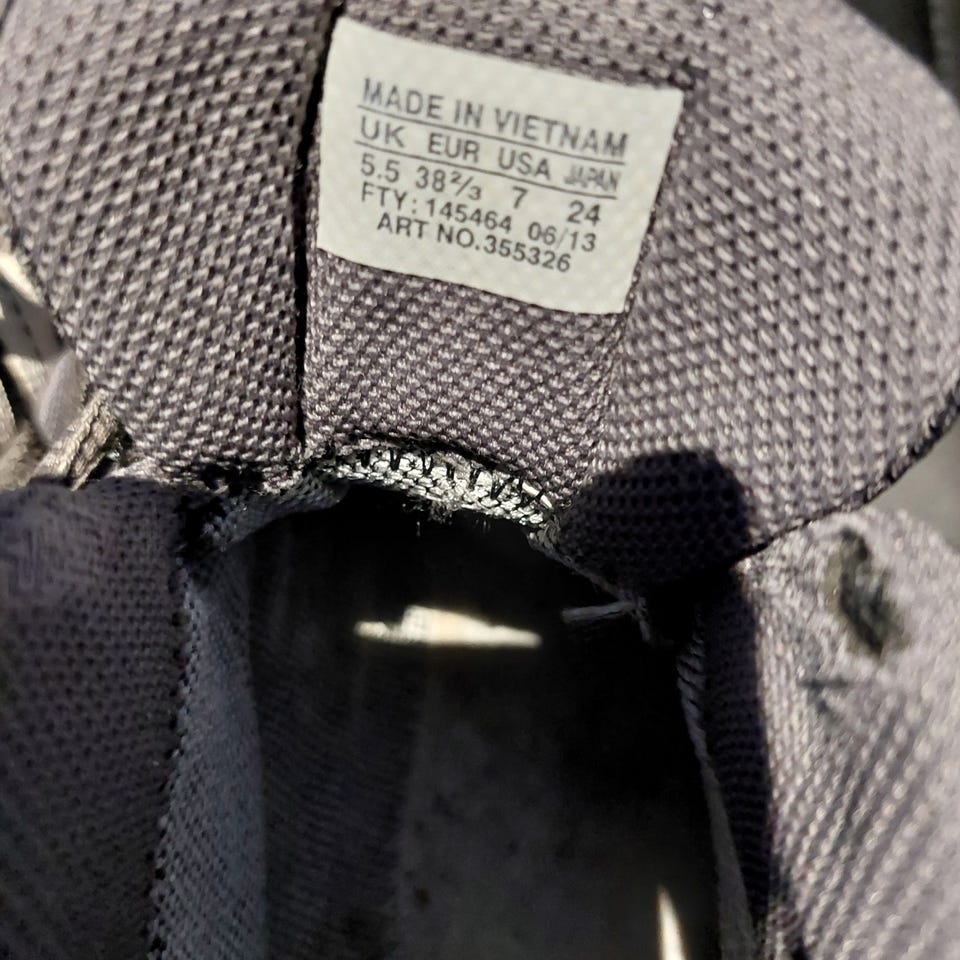 MADE IN VIETNAM
UK EUR USA JAPAN
5.5 38⅔ 7 24
FTY: 145464 06/13
ART NO.355326